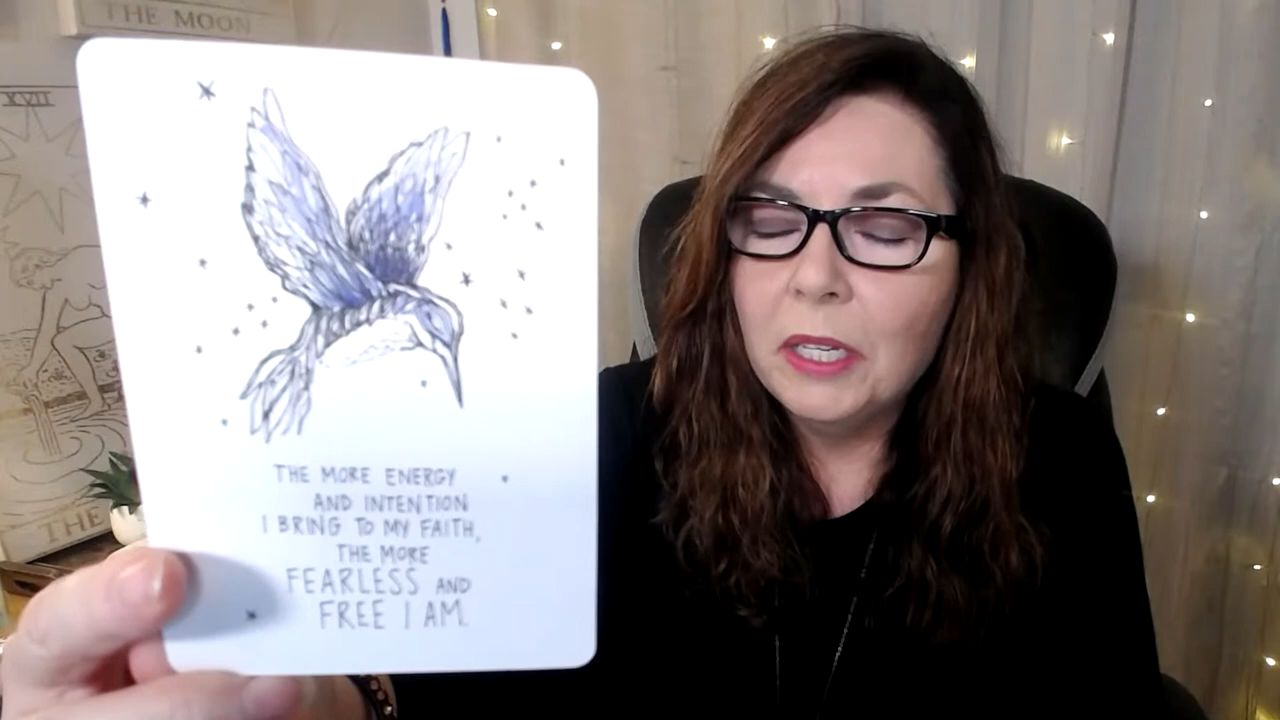 THE MOON
XVII
THE
THE MORE ENERGY
AND INTENTION
I BRING TO MY FAITH,
THE MORE
FEARLESS AND
FREE I AM.